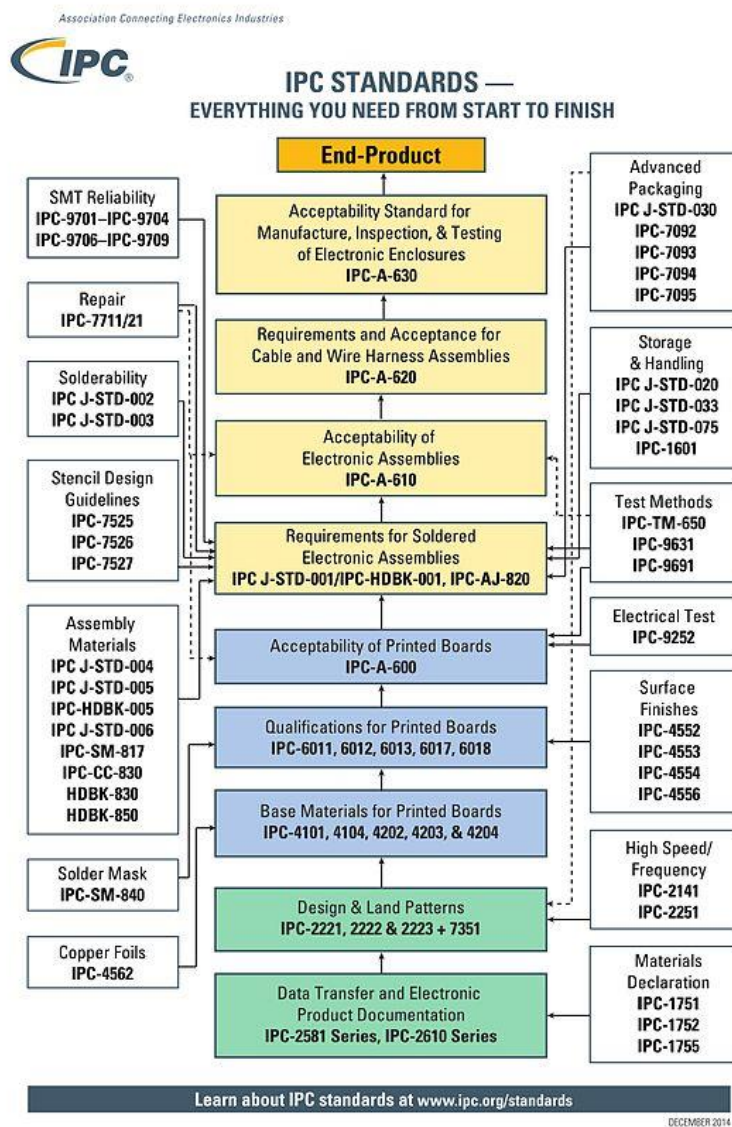 Association Connecting Electronics Industries
IPC®
IPC STANDARDS —
EVERYTHING YOU NEED FROM START TO FINISH
End-Product
Acceptability Standard for
Manufacture, Inspection, & Testing
of Electronic Enclosures
IPC-A-630
Requirements and Acceptance for
Cable and Wire Harness Assemblies
IPC-A-620
Acceptability of
Electronic Assemblies
IPC-A-610
Requirements for Soldered
Electronic Assemblies
IPC J-STD-001/IPC-HDBK-001, IPC-AJ-820
Acceptability of Printed Boards
IPC-A-600
Qualifications for Printed Boards
IPC-6011, 6012, 6013, 6017, 6018
Base Materials for Printed Boards
IPC-4101, 4104, 4202, 4203, & 4204
Design & Land Patterns
IPC-2221, 2222 & 2223 + 7351
Data Transfer and Electronic
Product Documentation
IPC-2581 Series, IPC-2610 Series
SMT Reliability
IPC-9701–IPC-9704
IPC-9706–IPC-9709
Repair
IPC-7711/21
Solderability
IPC J-STD-002
IPC J-STD-003
Stencil Design
Guidelines
IPC-7525
IPC-7526
IPC-7527
Assembly
Materials
IPC J-STD-004
IPC J-STD-005
IPC-HDBK-005
IPC J-STD-006
IPC-SM-817
IPC-CC-830
HDBK-830
HDBK-850
Solder Mask
IPC-SM-840
Copper Foils
IPC-4562
Advanced
Packaging
IPC J-STD-030
IPC-7092
IPC-7093
IPC-7094
IPC-7095
Storage
& Handling
IPC J-STD-020
IPC J-STD-033
IPC J-STD-075
IPC-1601
Test Methods
IPC-TM-650
IPC-9631
IPC-9691
Electrical Test
IPC-9252
Surface
Finishes
IPC-4552
IPC-4553
IPC-4554
IPC-4556
High Speed/
Frequency
IPC-2141
IPC-2251
Materials
Declaration
IPC-1751
IPC-1752
IPC-1755
Learn about IPC standards at www.ipc.org/standards
DECEMBER 2014